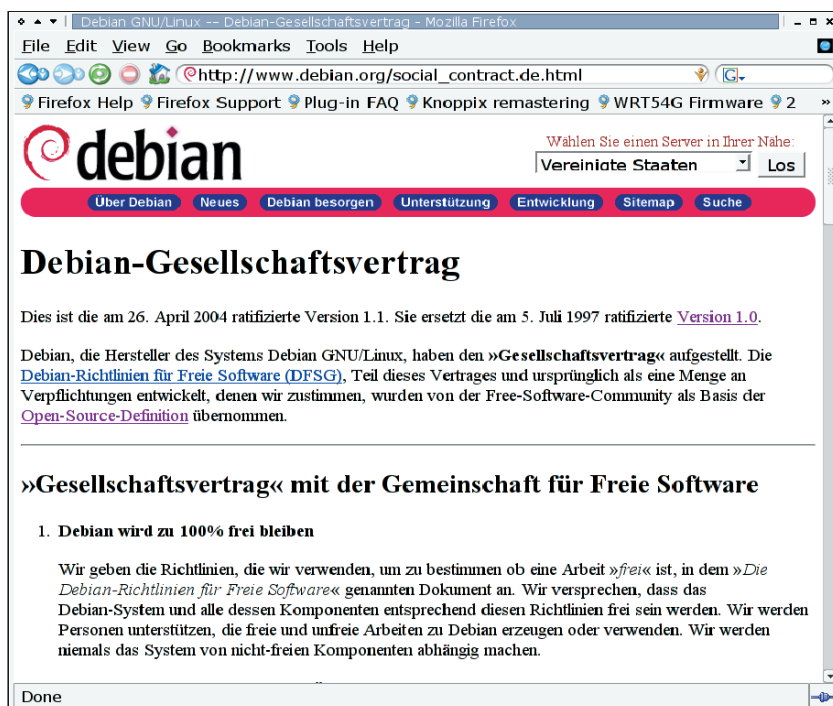 Debian GNU/Linux -- Debian-Gesellschaftsvertrag - Mozilla Firefox
File Edit View Go Bookmarks Tools Help
http://www.debian.org/social_contract.de.html G
Firefox Help Firefox Support Plug-in FAQ Knoppix remastering WRT54G Firmware 2 »
debian
Wählen Sie einen Server in Ihrer Nähe:
Vereinigte Staaten Los
Über Debian Neues Debian besorgen Unterstützung Entwicklung Sitemap Suche
Debian-Gesellschaftsvertrag
Dies ist die am 26. April 2004 ratifizierte Version 1.1. Sie ersetzt die am 5. Juli 1997 ratifizierte Version 1.0.
Debian, die Hersteller des Systems Debian GNU/Linux, haben den »Gesellschaftsvertrag« aufgestellt. Die
Debian-Richtlinien für Freie Software (DFSG), Teil dieses Vertrages und ursprünglich als eine Menge an
Verpflichtungen entwickelt, denen wir zustimmen, wurden von der Free-Software-Community als Basis der
Open-Source-Definition übernommen.
»Gesellschaftsvertrag« mit der Gemeinschaft für Freie Software
1. Debian wird zu 100% frei bleiben
Wir geben die Richtlinien, die wir verwenden, um zu bestimmen ob eine Arbeit »frei« ist, in dem »Die
Debian-Richtlinien für Freie Software« genannten Dokument an. Wir versprechen, dass das
Debian-System und alle dessen Komponenten entsprechend diesen Richtlinien frei sein werden. Wir werden
Personen unterstützen, die freie und unfreie Arbeiten zu Debian erzeugen oder verwenden. Wir werden
niemals das System von nicht-freien Komponenten abhängig machen.
Done